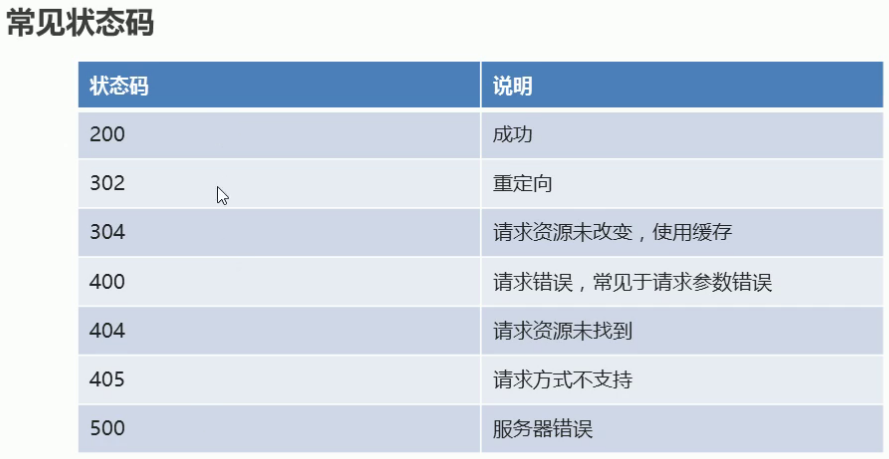 常见状态码
状态码 说明
200 成功
302 重定向
304 请求资源未改变，使用缓存
400 请求错误，常见于请求参数错误
404 请求资源未找到
405 请求方式不支持
500 服务器错误